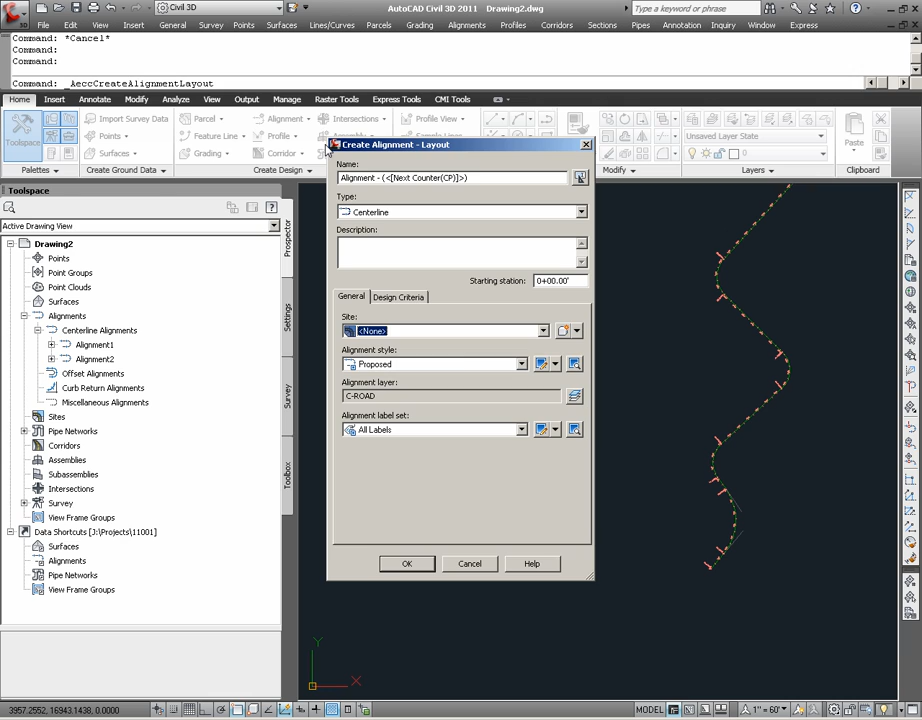 Civil 3D
AutoCAD Civil 3D 2011 Drawing2.dwg
Type a keyword or phrase
File Edit View Insert General Survey Points Surfaces Lines/Curves Parcels Grading Alignments Profiles Corridors Sections Pipes Annotation Inquiry Window Express
Command: *Cancel*
Command:
Command:
Command: _AeccCreateAlignmentLayout
Home Insert Annotate Modify Analyze View Output Manage Raster Tools Express Tools CMI Tools
Toolspace
Import Survey Data
Points
Surfaces
Parcel
Feature Line
Grading
Alignment
Profile
Corridor
Intersections
Assembly
Profile View
Sample Lines
Unsaved Layer State
0
Paste
Palettes
Create Design
Modify
Layers
Clipboard
Toolspace
Active Drawing View
Drawing2
Points
Point Groups
Point Clouds
Surfaces
Alignments
Centerline Alignments
Alignment1
Alignment2
Offset Alignments
Curb Return Alignments
Miscellaneous Alignments
Sites
Pipe Networks
Corridors
Assemblies
Subassemblies
Intersections
Survey
View Frame Groups
Data Shortcuts [J:\Projects\11001]
Surfaces
Alignments
Pipe Networks
View Frame Groups
Prospector
Settings
Survey
Toolbox
Create Alignment - Layout
Name:
Alignment - (<[Next Counter(CP)]>)
Type:
Centerline
Description:
Starting station: 0+00.00'
General Design Criteria
Site:
<None>
Alignment style:
Proposed
Alignment layer:
C-ROAD
Alignment label set:
All Labels
OK Cancel Help
Y
X
3957.2552, 16943.1438, 0.0000
MODEL
1" = 60'